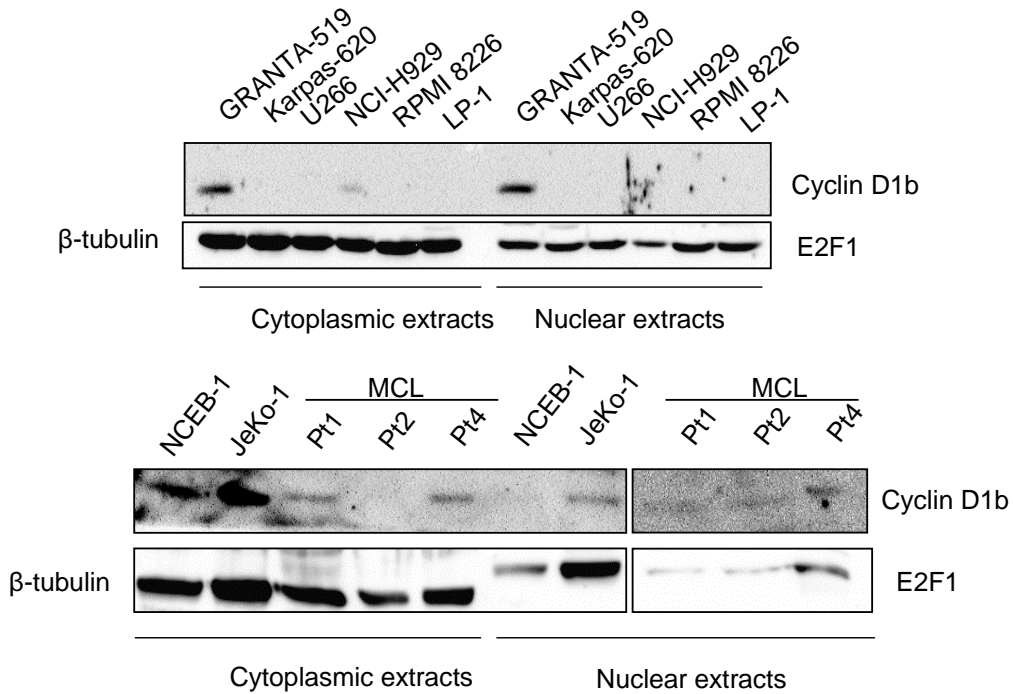 GRANTA-519 Karpas-620 U266 NCI-H929 RPMI 8226 LP-1 GRANTA-519 Karpas-620 U266 NCI-H929 RPMI 8226 LP-1
Cyclin D1b
β-tubulin E2F1
Cytoplasmic extracts Nuclear extracts
MCL MCL
NCEB-1 JeKo-1 Pt1 Pt2 Pt4 NCEB-1 JeKo-1 Pt1 Pt2 Pt4
Cyclin D1b
β-tubulin E2F1
Cytoplasmic extracts Nuclear extracts